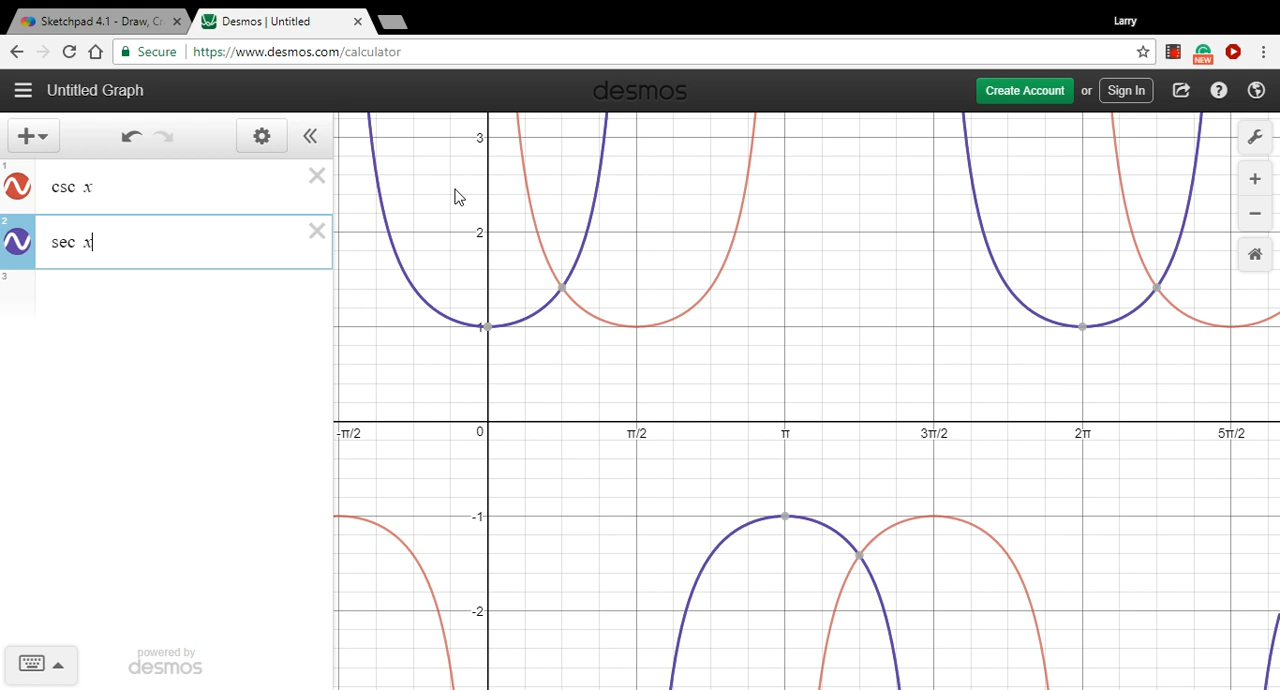 Larry
Sketchpad 4.1 - Draw, Cr
Desmos | Untitled
Secure
https://www.desmos.com/calculator
NEW
Untitled Graph
desmos
Create Account or Sign In
1
csc x
2
sec x
3
3
2
1
-π/2 0 π/2 π 3π/2 2π 5π/2
-1
-2
powered by
desmos